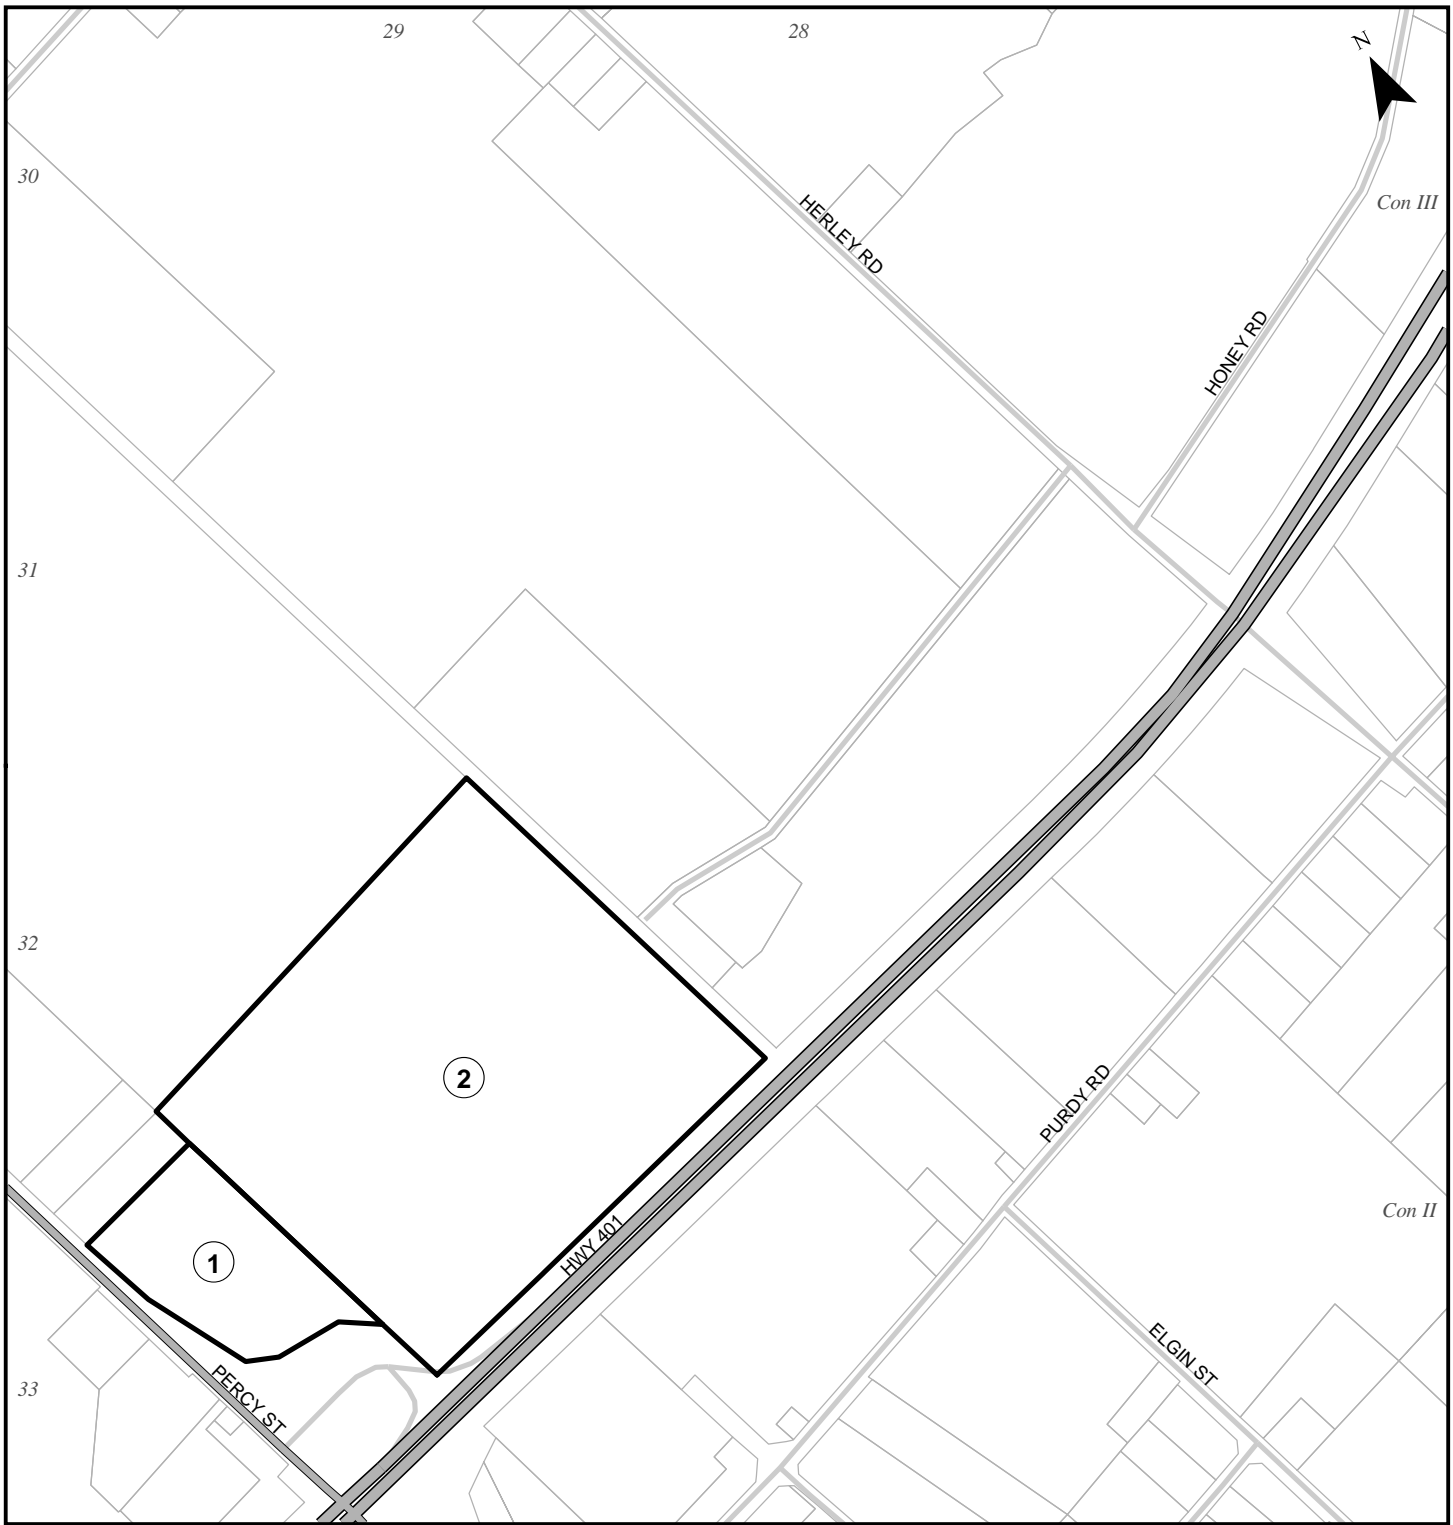 29
28
N
30
Con III
HERLEY RD
HONEY RD
31
32
2
PURDY RD
Con II
HWY 401
1
ELGIN ST
33
PERCY ST